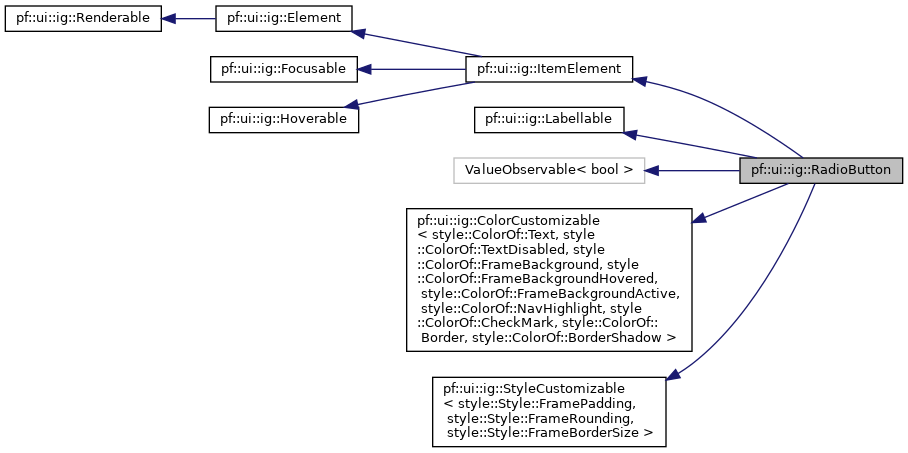 pf::ui::ig::Renderable
pf::ui::ig::Element
pf::ui::ig::Focusable
pf::ui::ig::ItemElement
pf::ui::ig::Hoverable
pf::ui::ig::Labellable
ValueObservable< bool >
pf::ui::ig::RadioButton
pf::ui::ig::ColorCustomizable
< style::ColorOf::Text, style
::ColorOf::TextDisabled, style
::ColorOf::FrameBackground, style
::ColorOf::FrameBackgroundHovered,
style::ColorOf::FrameBackgroundActive,
style::ColorOf::NavHighlight, style
::ColorOf::CheckMark, style::ColorOf::
Border, style::ColorOf::BorderShadow >
pf::ui::ig::StyleCustomizable
< style::Style::FramePadding,
style::Style::FrameRounding,
style::Style::FrameBorderSize >